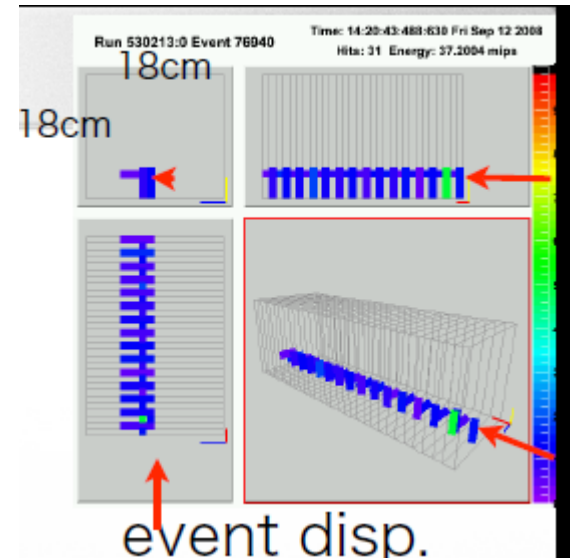 Run 530213:0 Event 76940
Time: 14:20:43:488:630 Fri Sep 12 2008
Hits: 31 Energy: 37.2004 mips
18cm
18cm
event disp.